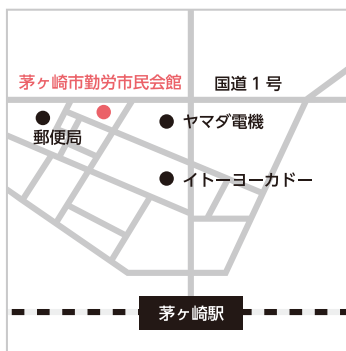 茅ヶ崎市勤労市民会館
国道1号
郵便局
ヤマダ電機
イトーヨーカドー
茅ヶ崎駅